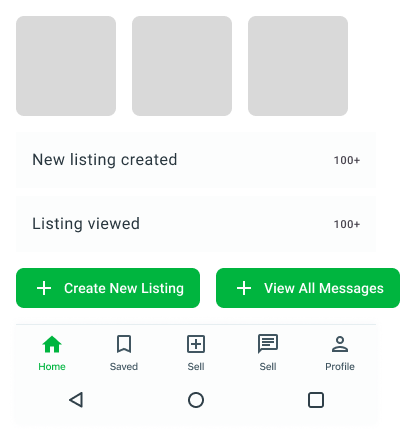 New listing created 100+
Listing viewed 100+
Create New Listing View All Messages
Home Saved Sell Sell Profile